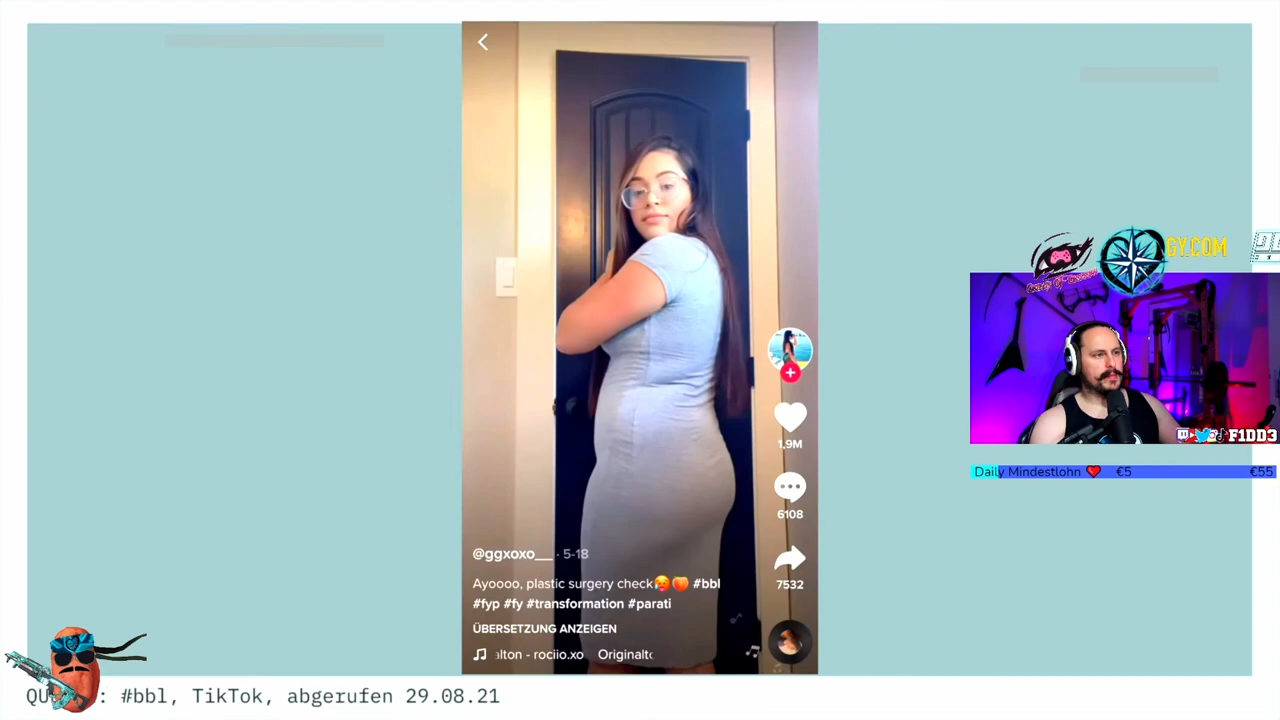 GY.COM
F1DD3
Daily Mindestlohn ❤️ €5 €55
1.9M
6108
7532
@ggxoxo__ · 5-18
Ayoooo, plastic surgery check🥵🍑 #bbl
#fyp #fy #transformation #parati
ÜBERSETZUNG ANZEIGEN
alton - rociio.xo Originalto
: #bbl, TikTok, abgerufen 29.08.21